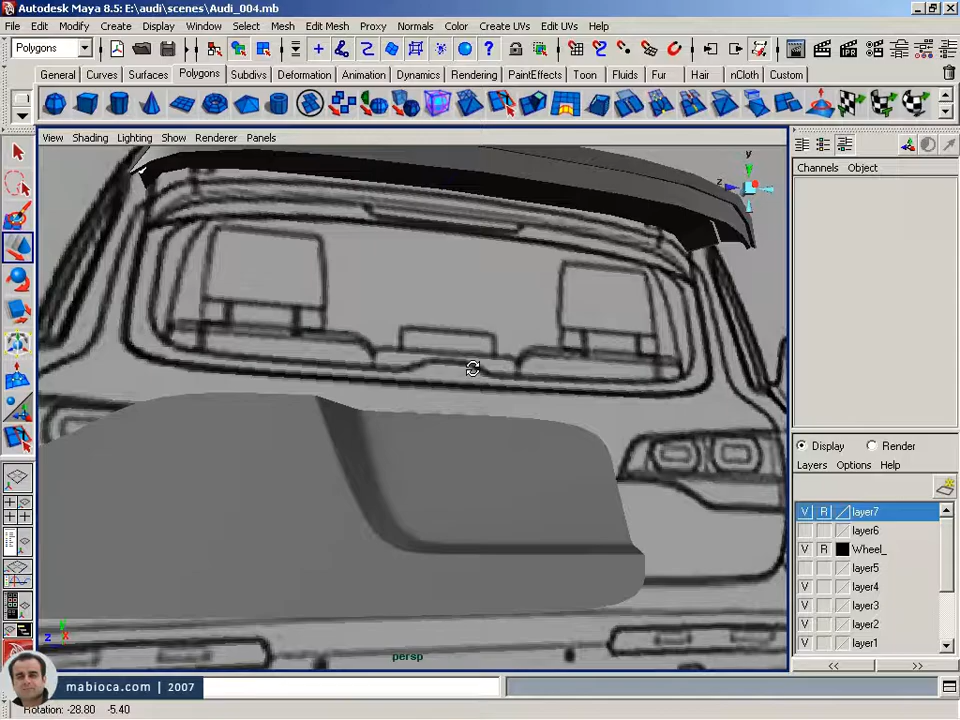 Autodesk Maya 8.5: E:\audi\scenes\Audi_004.mb
File Edit Modify Create Display Window Select Mesh Edit Mesh Proxy Normals Color Create UVs Edit UVs Help
Polygons
General Curves Surfaces Polygons Subdivs Deformation Animation Dynamics Rendering PaintEffects Toon Fluids Fur Hair nCloth Custom
View Shading Lighting Show Renderer Panels
Channels Object
y
z
Display Render
Layers Options Help
V R layer7
layer6
V R Wheel_
layer5
V layer4
V layer3
V layer2
V layer1
persp
<< >>
mabioca.com | 2007
Rotation: -28.80 -5.40